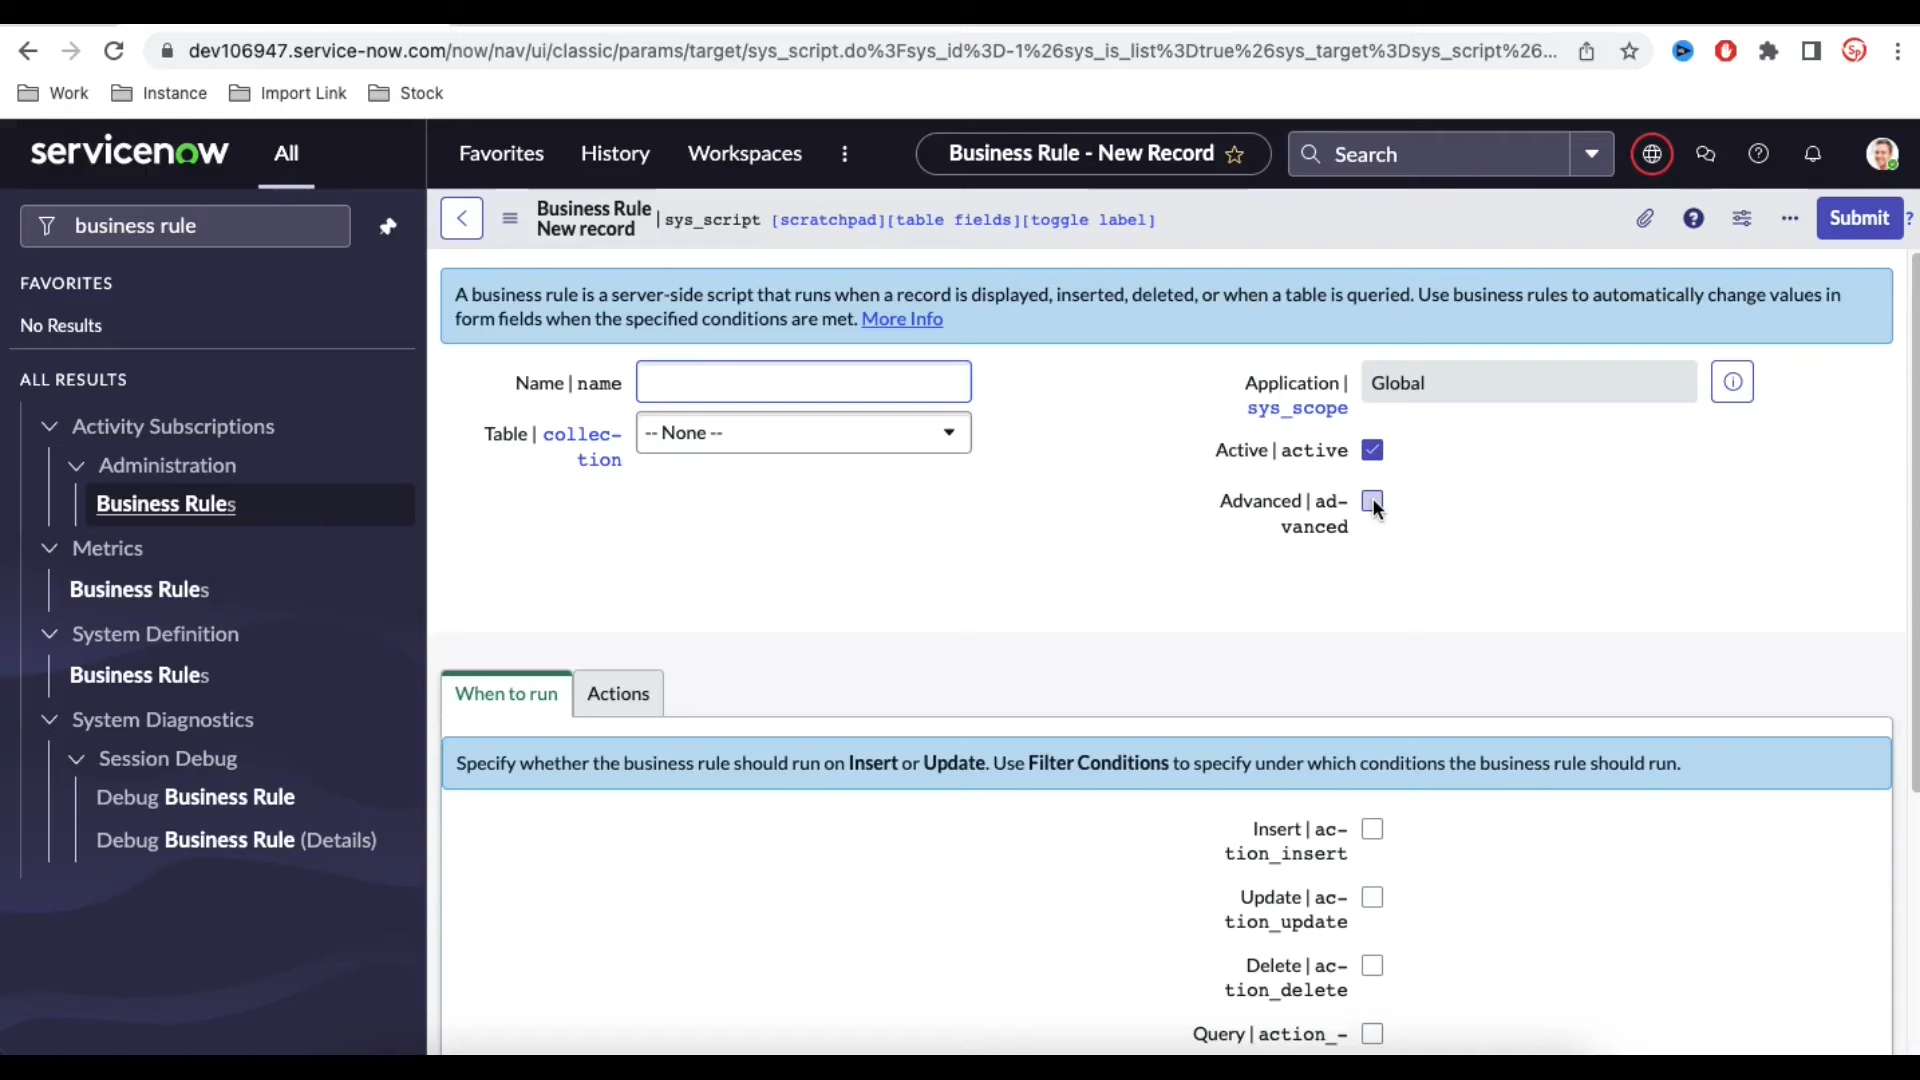 dev106947.service-now.com/now/nav/ui/classic/params/target/sys_script.do%3Fsys_id%3D-1%26sys_is_list%3Dtrue%26sys_target%3Dsys_script%26...
Sp
Work
Instance
Import Link
Stock
servicenow
All
Favorites
History
Workspaces
Business Rule - New Record
Search
business rule
FAVORITES
No Results
ALL RESULTS
Activity Subscriptions
Administration
Business Rules
Metrics
Business Rules
System Definition
Business Rules
System Diagnostics
Session Debug
Debug Business Rule
Debug Business Rule (Details)
Business Rule
New record
| sys_script [scratchpad][table fields][toggle label]
Submit
?
A business rule is a server-side script that runs when a record is displayed, inserted, deleted, or when a table is queried. Use business rules to automatically change values in
form fields when the specified conditions are met. More Info
Name | name
Table | collec-
tion
-- None --
Application |
sys_scope
Global
Active | active
Advanced | ad-
vanced
When to run
Actions
Specify whether the business rule should run on Insert or Update. Use Filter Conditions to specify under which conditions the business rule should run.
Insert | ac-
tion_insert
Update | ac-
tion_update
Delete | ac-
tion_delete
Query | action_-